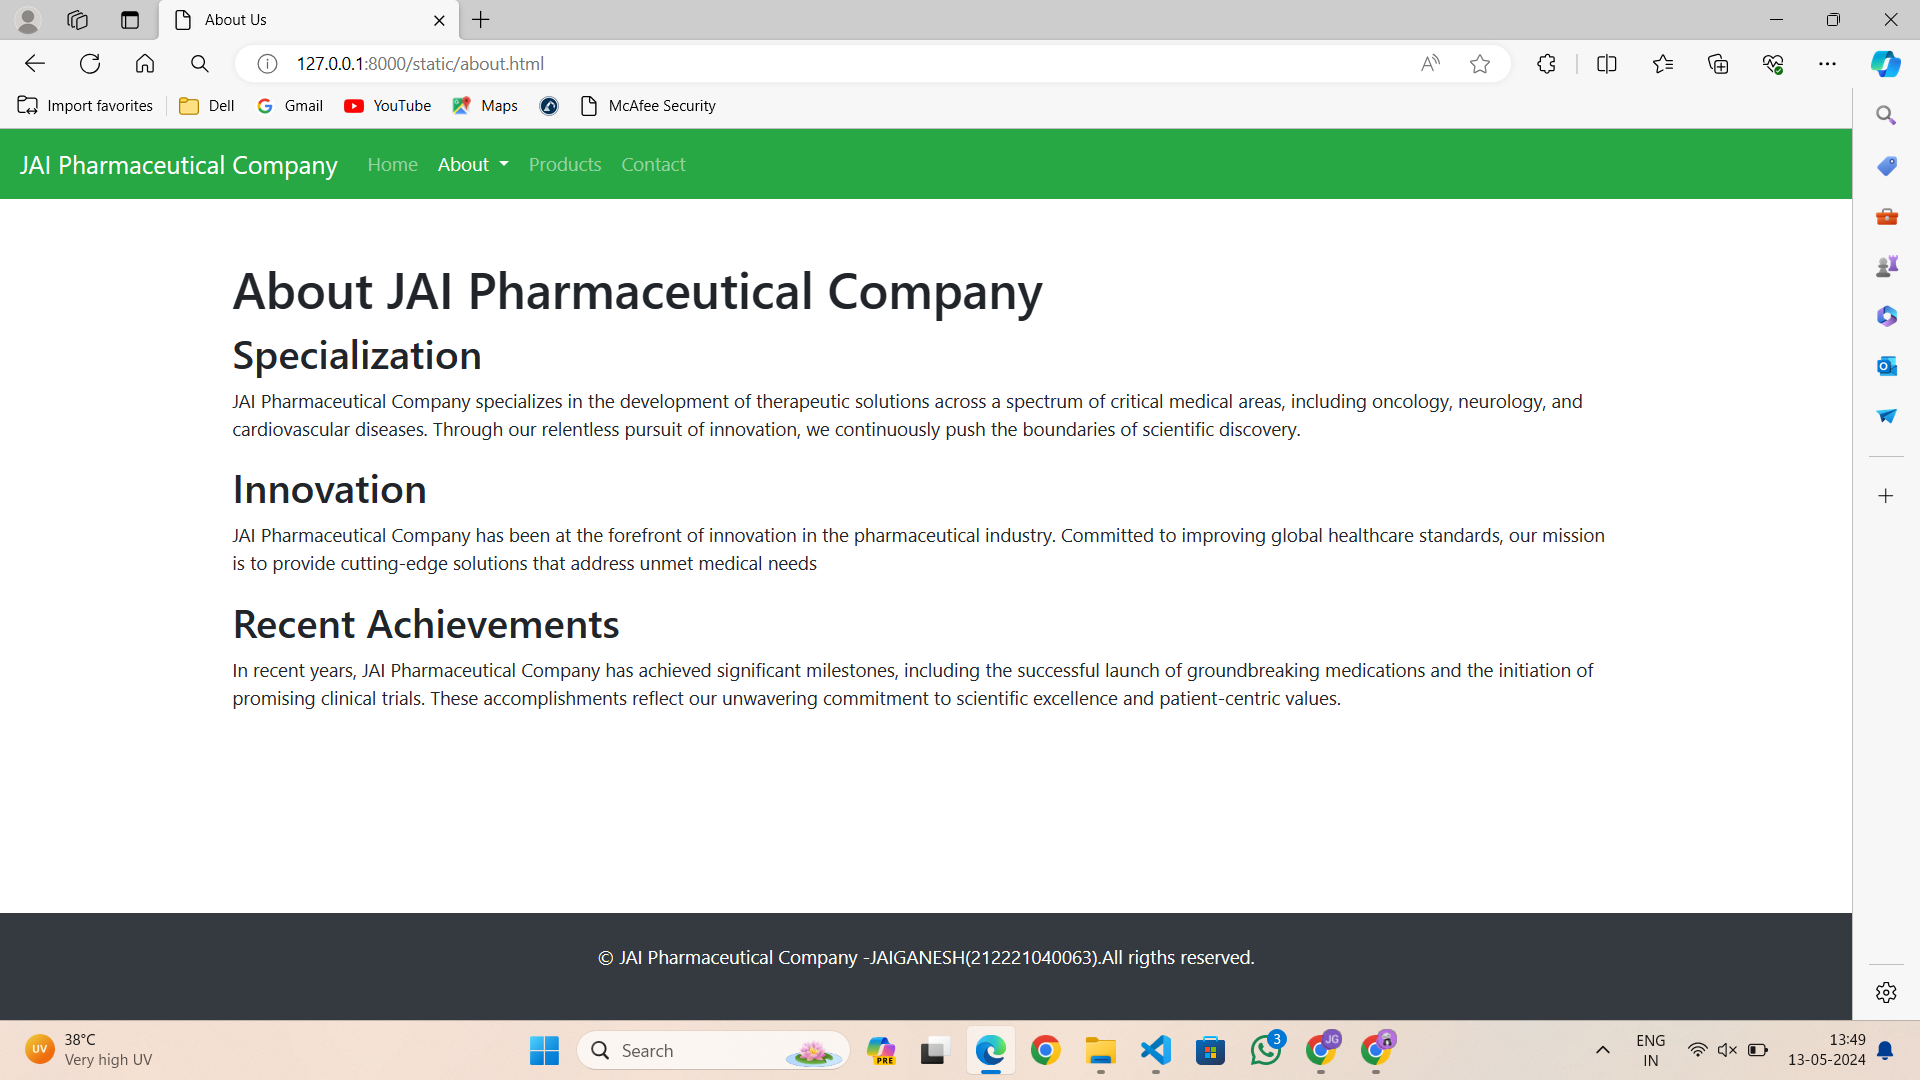 About Us
127.0.0.1:8000/static/about.html
Import favorites Dell Gmail YouTube Maps McAfee Security
JAI Pharmaceutical Company Home About Products Contact
About JAI Pharmaceutical Company
Specialization
JAI Pharmaceutical Company specializes in the development of therapeutic solutions across a spectrum of critical medical areas, including oncology, neurology, and
cardiovascular diseases. Through our relentless pursuit of innovation, we continuously push the boundaries of scientific discovery.
Innovation
JAI Pharmaceutical Company has been at the forefront of innovation in the pharmaceutical industry. Committed to improving global healthcare standards, our mission
is to provide cutting-edge solutions that address unmet medical needs
Recent Achievements
In recent years, JAI Pharmaceutical Company has achieved significant milestones, including the successful launch of groundbreaking medications and the initiation of
promising clinical trials. These accomplishments reflect our unwavering commitment to scientific excellence and patient-centric values.
© JAI Pharmaceutical Company -JAIGANESH(212221040063).All rigths reserved.
UV 38°C
Very high UV
Search
PRE
3
JG
ENG
IN
13:49
13-05-2024